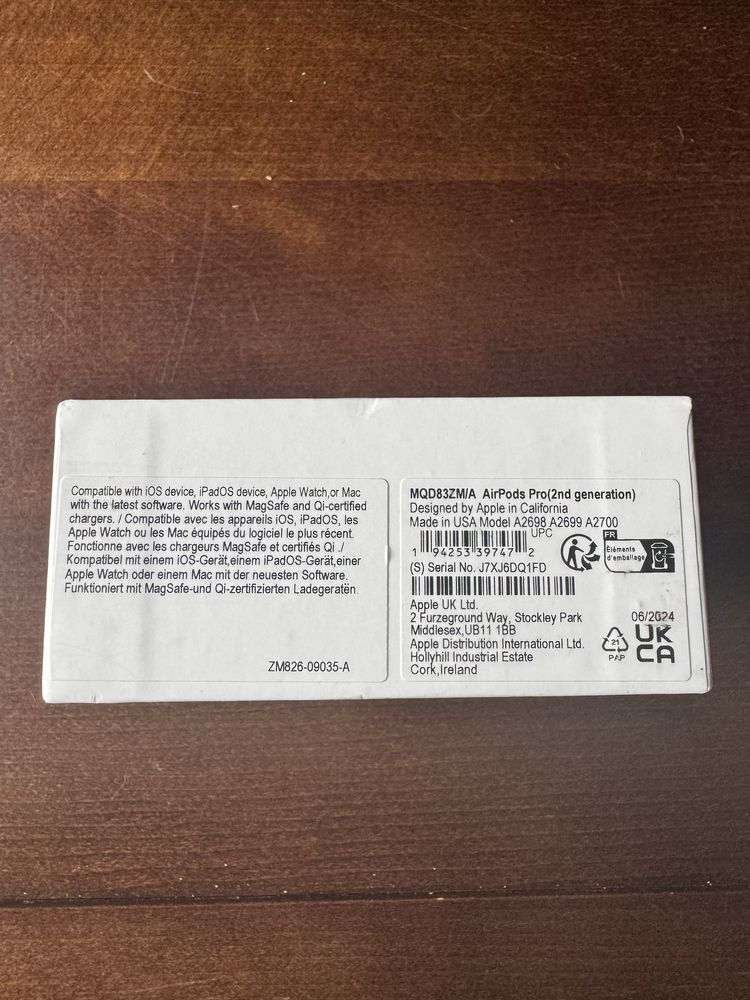 Compatible with iOS device, iPadOS device, Apple Watch,or Mac
with the latest software. Works with MagSafe and Qi-certified
chargers. / Compatible avec les appareils iOS, iPadOS, les
Apple Watch ou les Mac équipés du logiciel le plus récent.
Fonctionne avec les chargeurs MagSafe et certifiés Qi ./
Kompatibel mit einem iOS-Gerät,einem iPadOS-Gerät,einer
Apple Watch oder einem Mac mit der neuesten Software.
Funktioniert mit MagSafe-und Qi-zertifizierten Ladegeräten.
ZM826-09035-A
MQD83ZM/A AirPods Pro(2nd generation)
Designed by Apple in California
Made in USA Model A2698 A2699 A2700
UPC
1 94253 39747 2
FR
Éléments
d'emballage
(S) Serial No. J7XJ6DQ1FD
Apple UK Ltd.
2 Furzeground Way, Stockley Park
Middlesex,UB11 1BB
Apple Distribution International Ltd.
Hollyhill Industrial Estate
Cork,Ireland
06/2024
21
PAP
UK
CA